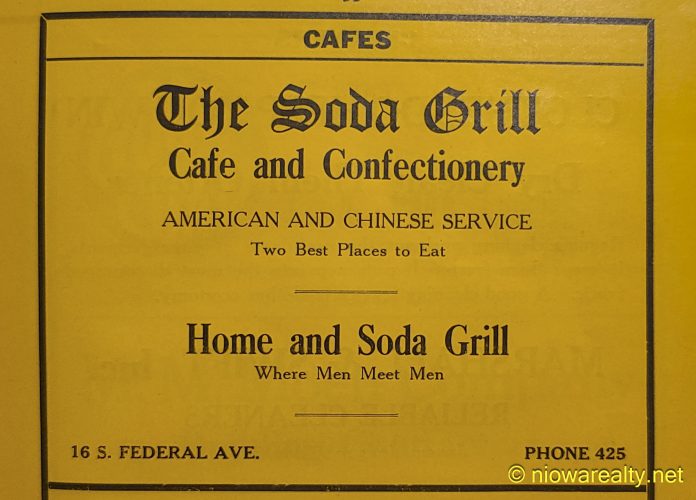 CAFES
The Soda Grill
Cafe and Confectionery
AMERICAN AND CHINESE SERVICE
Two Best Places to Eat
Home and Soda Grill
Where Men Meet Men
16 S. FEDERAL AVE. PHONE 425
© niowarealty.net